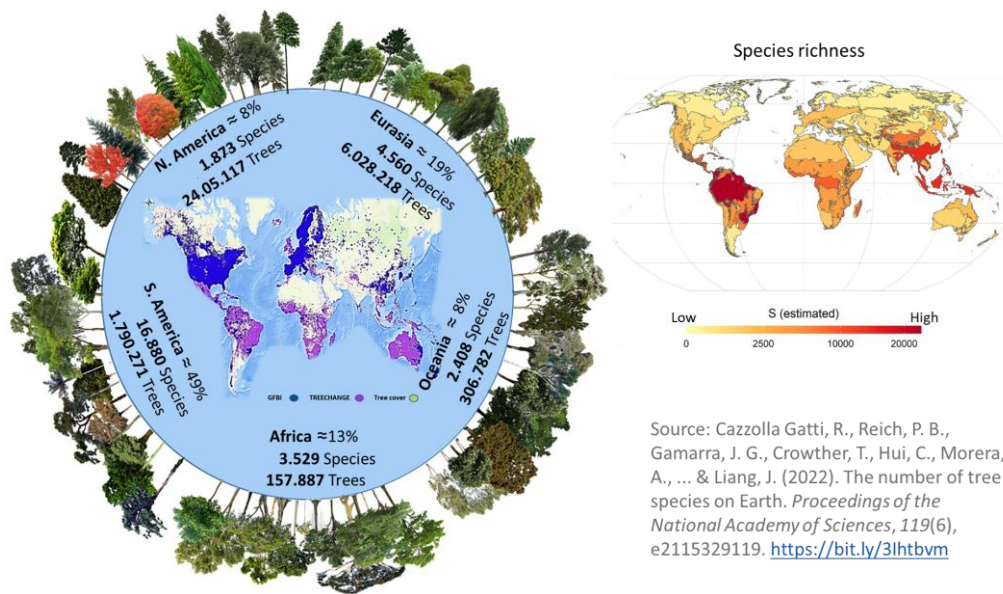 N. America ≈ 8%
1.873 Species
24.05.117 Trees
Eurasia ≈ 19%
4.560 Species
6.028.218 Trees
S. America ≈ 49%
16.880 Species
1.790.271 Trees
Oceania ≈ 8%
2.408 Species
306.782 Trees
GFBi TREECHANGE Tree cover
Africa ≈13%
3.529 Species
157.887 Trees
Species richness
Low S (estimated) High
0 2500 10000 20000
Source: Cazzolla Gatti, R., Reich, P. B.,
Gamarra, J. G., Crowther, T., Hui, C., Morera,
A., ... & Liang, J. (2022). The number of tree
species on Earth. Proceedings of the
National Academy of Sciences, 119(6),
e2115329119. https://bit.ly/3Ihtbvm